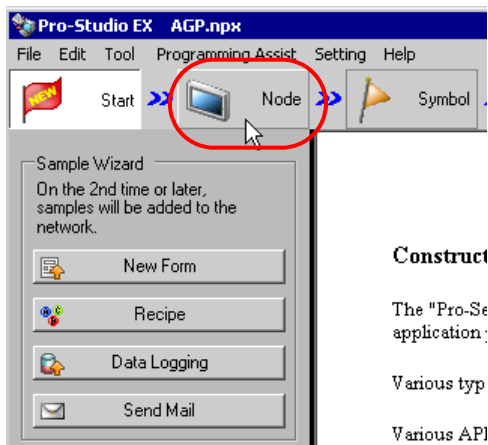 Pro-Studio EX AGP.npx
File Edit Tool Programming Assist Setting Help
NEW Start Node Symbol
Sample Wizard
On the 2nd time or later,
samples will be added to the
network.
New Form
Recipe
Data Logging
Send Mail
Construct
The "Pro-Se
application
Various typ
Various API